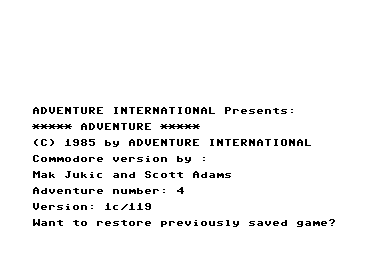 ADVENTURE INTERNATIONAL Presents:
***** ADVENTURE *****
(C) 1985 by ADVENTURE INTERNATIONAL
Commodore version by :
Mak Jukic and Scott Adams
Adventure number: 4
Version: 1c/119
Want to restore previously saved game?